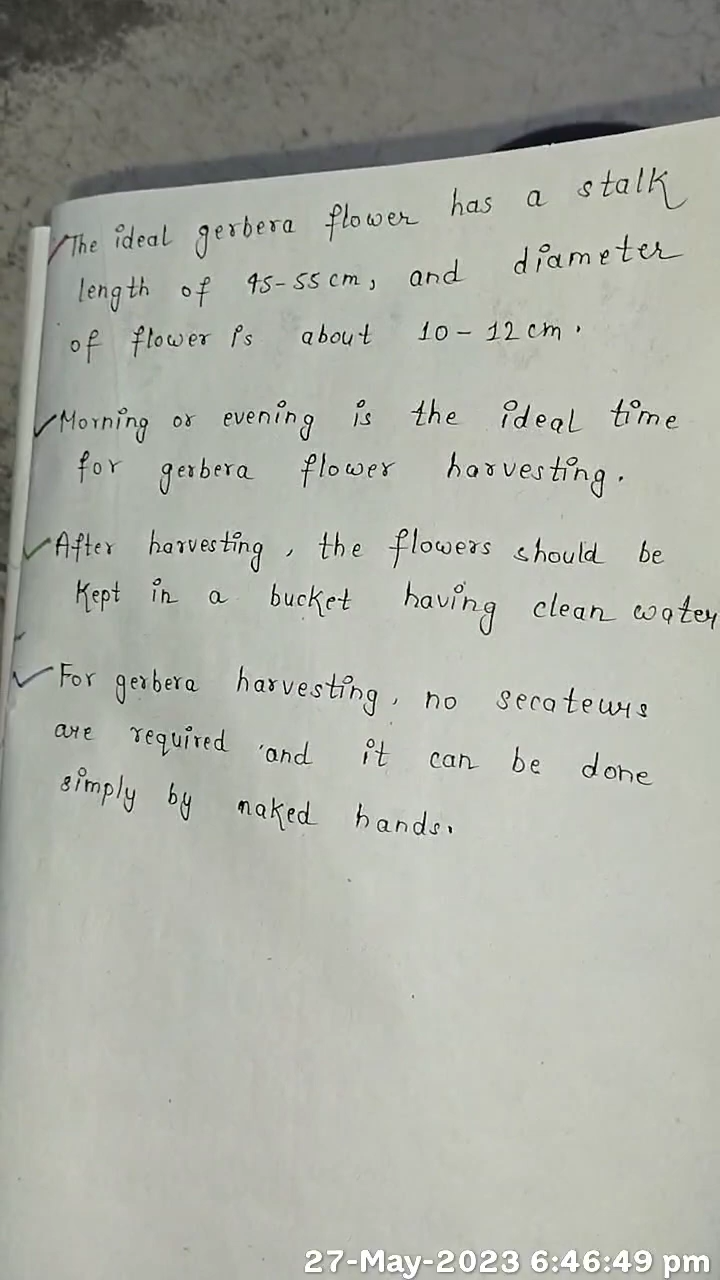 The ideal gerbera flower has a stalk
length of 45-55 cm, and diameter
of flower is about 10-12 cm.
Morning or evening is the ideal time
for gerbera flower harvesting.
After harvesting, the flowers should be
kept in a bucket having clean water
For gerbera harvesting, no secateurs
are required and it can be done
simply by naked hands.
27-May-2023 6:46:49 pm